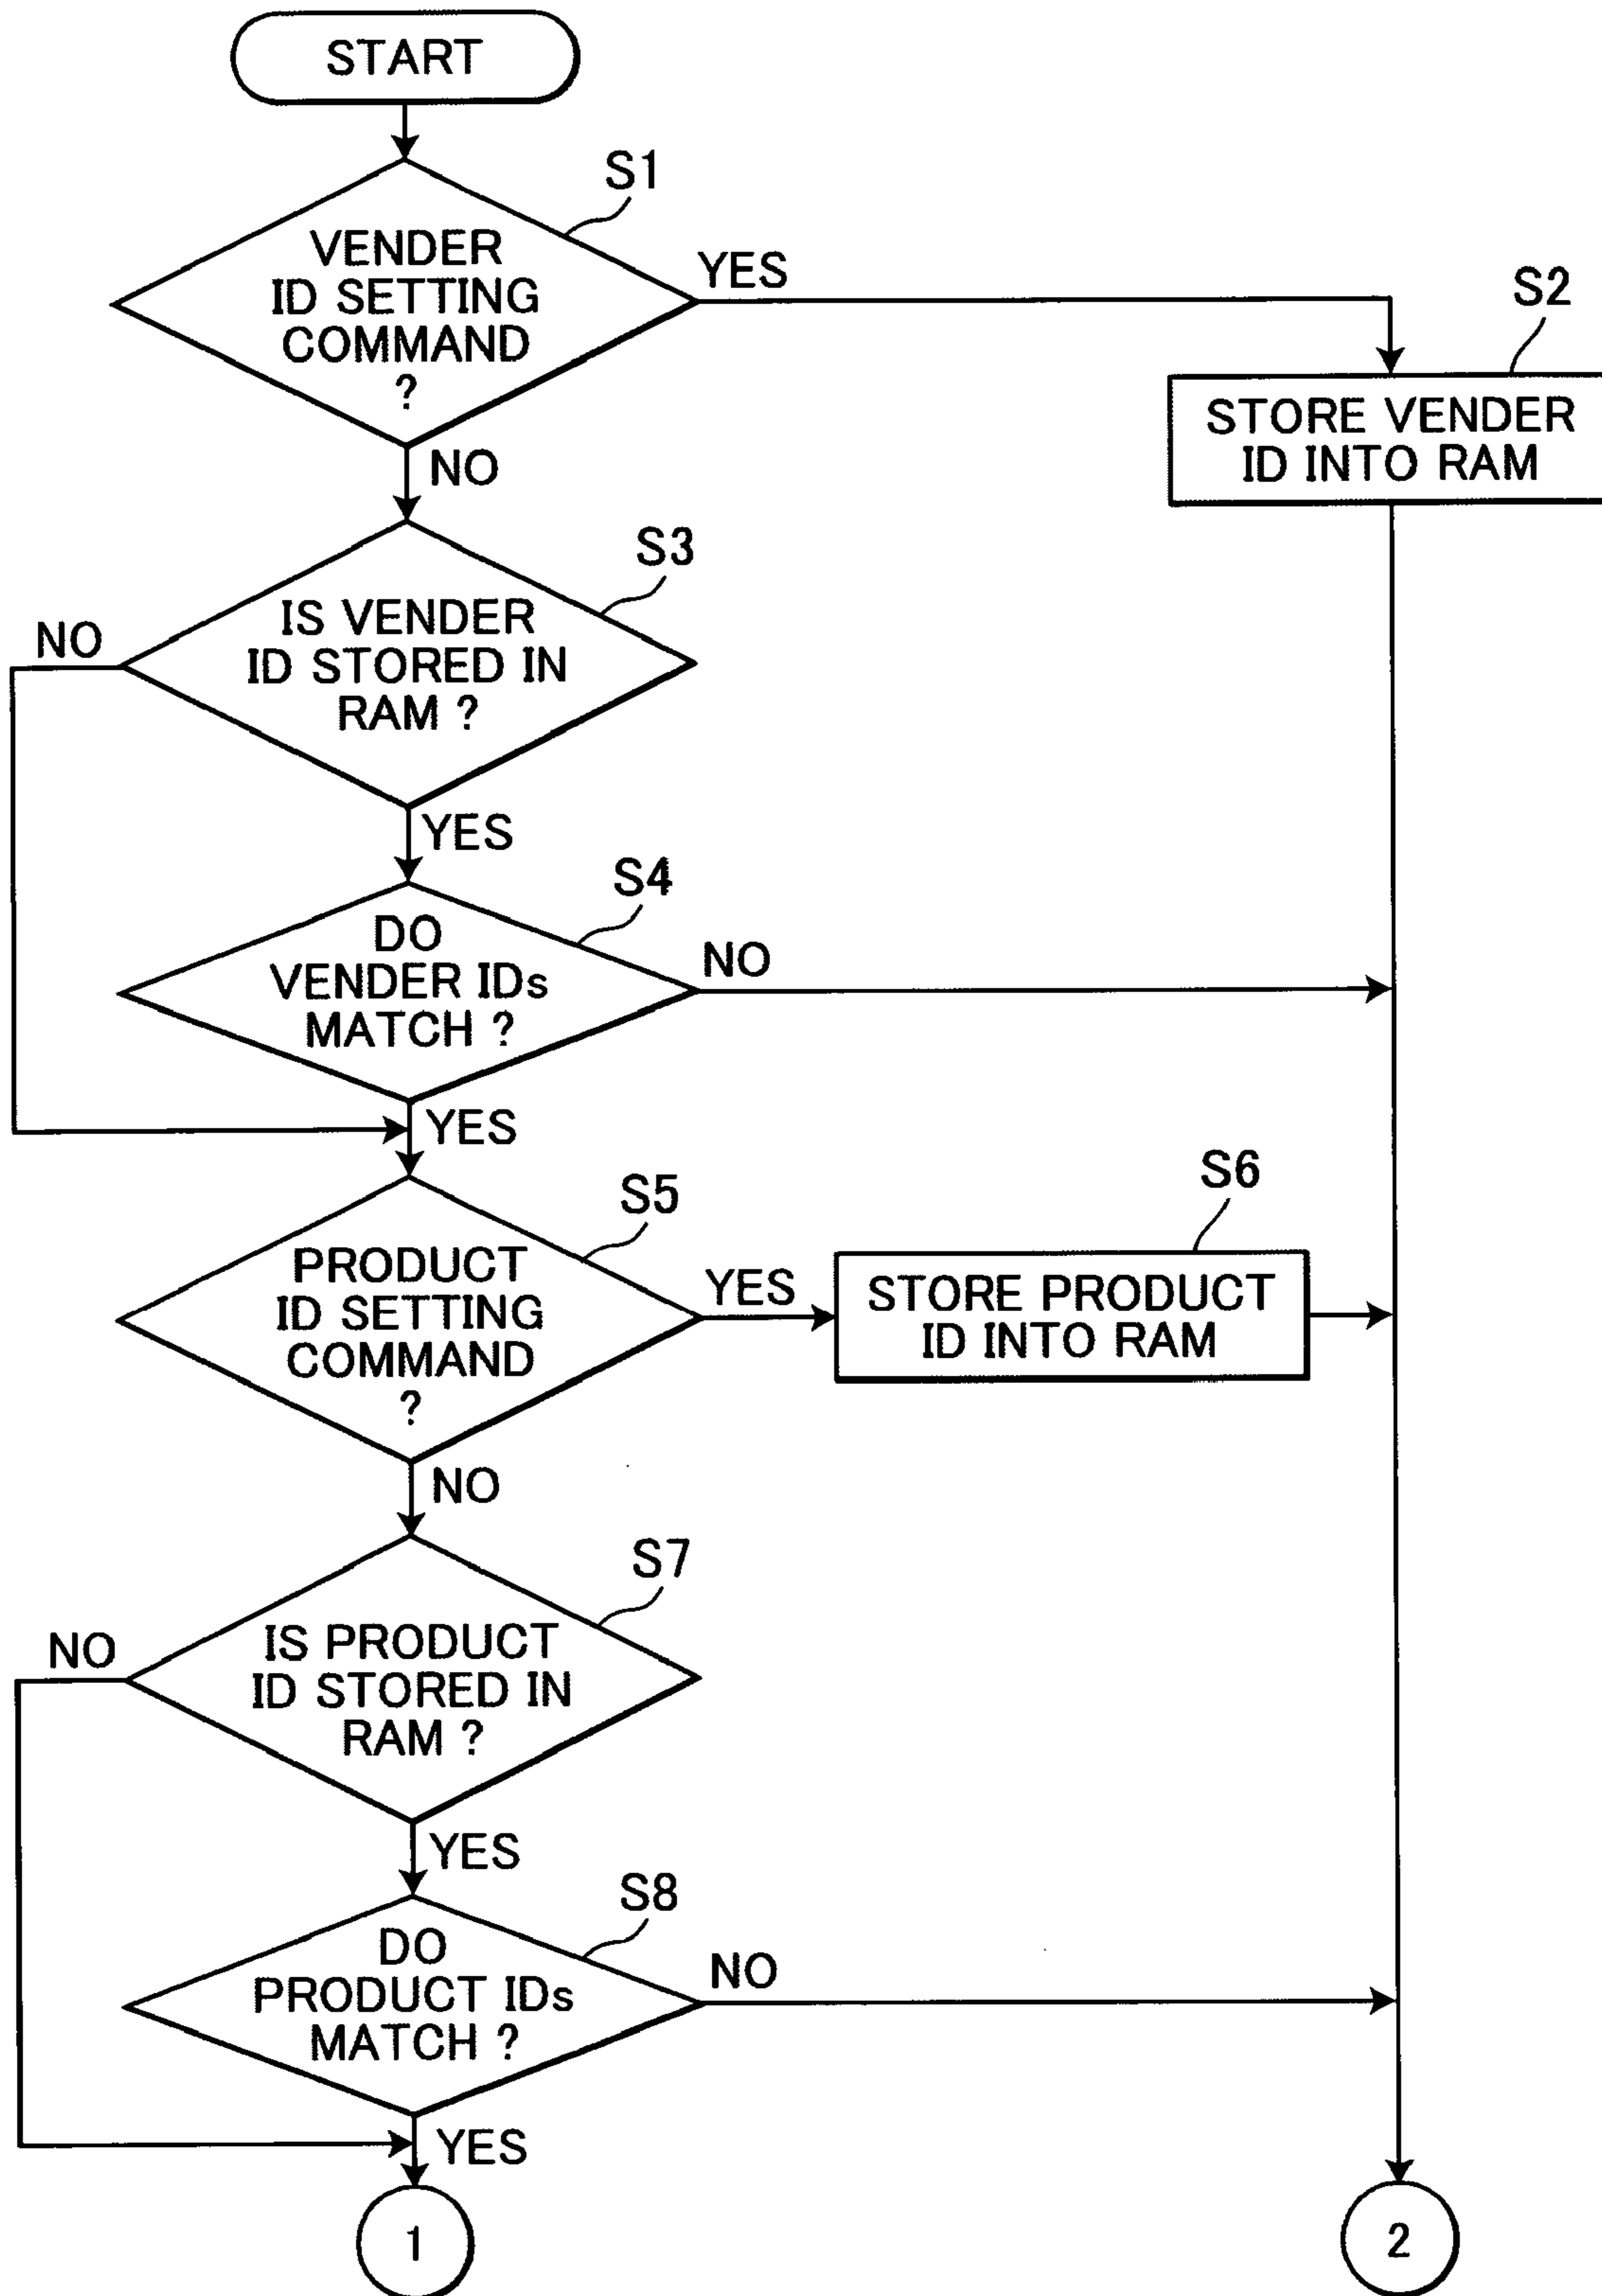 START
S1
VENDER
ID SETTING
COMMAND
?
YES
S2
STORE VENDER
ID INTO RAM
NO
S3
IS VENDER
ID STORED IN
RAM ?
NO
YES
S4
DO
VENDER IDs
MATCH ?
NO
YES
S5
PRODUCT
ID SETTING
COMMAND
?
YES
S6
STORE PRODUCT
ID INTO RAM
NO
S7
IS PRODUCT
ID STORED IN
RAM ?
NO
YES
S8
DO
PRODUCT IDs
MATCH ?
NO
YES
1
2